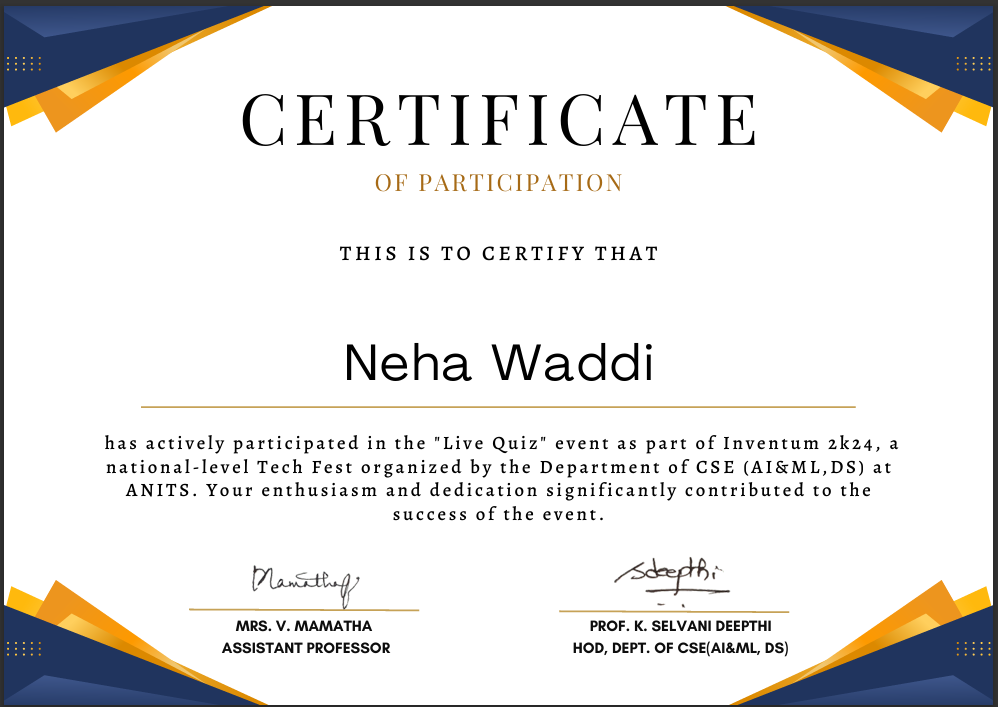 CERTIFICATE
OF PARTICIPATION
THIS IS TO CERTIFY THAT
Neha Waddi
has actively participated in the "Live Quiz" event as part of Inventum 2k24, a
national-level Tech Fest organized by the Department of CSE (AI&ML,DS) at
ANITS. Your enthusiasm and dedication significantly contributed to the
success of the event.
Sdeepthi
MRS. V. MAMATHA
PROF. K. SELVANI DEEPTHI
ASSISTANT PROFESSOR
HOD, DEPT. OF CSE(AI&ML, DS)